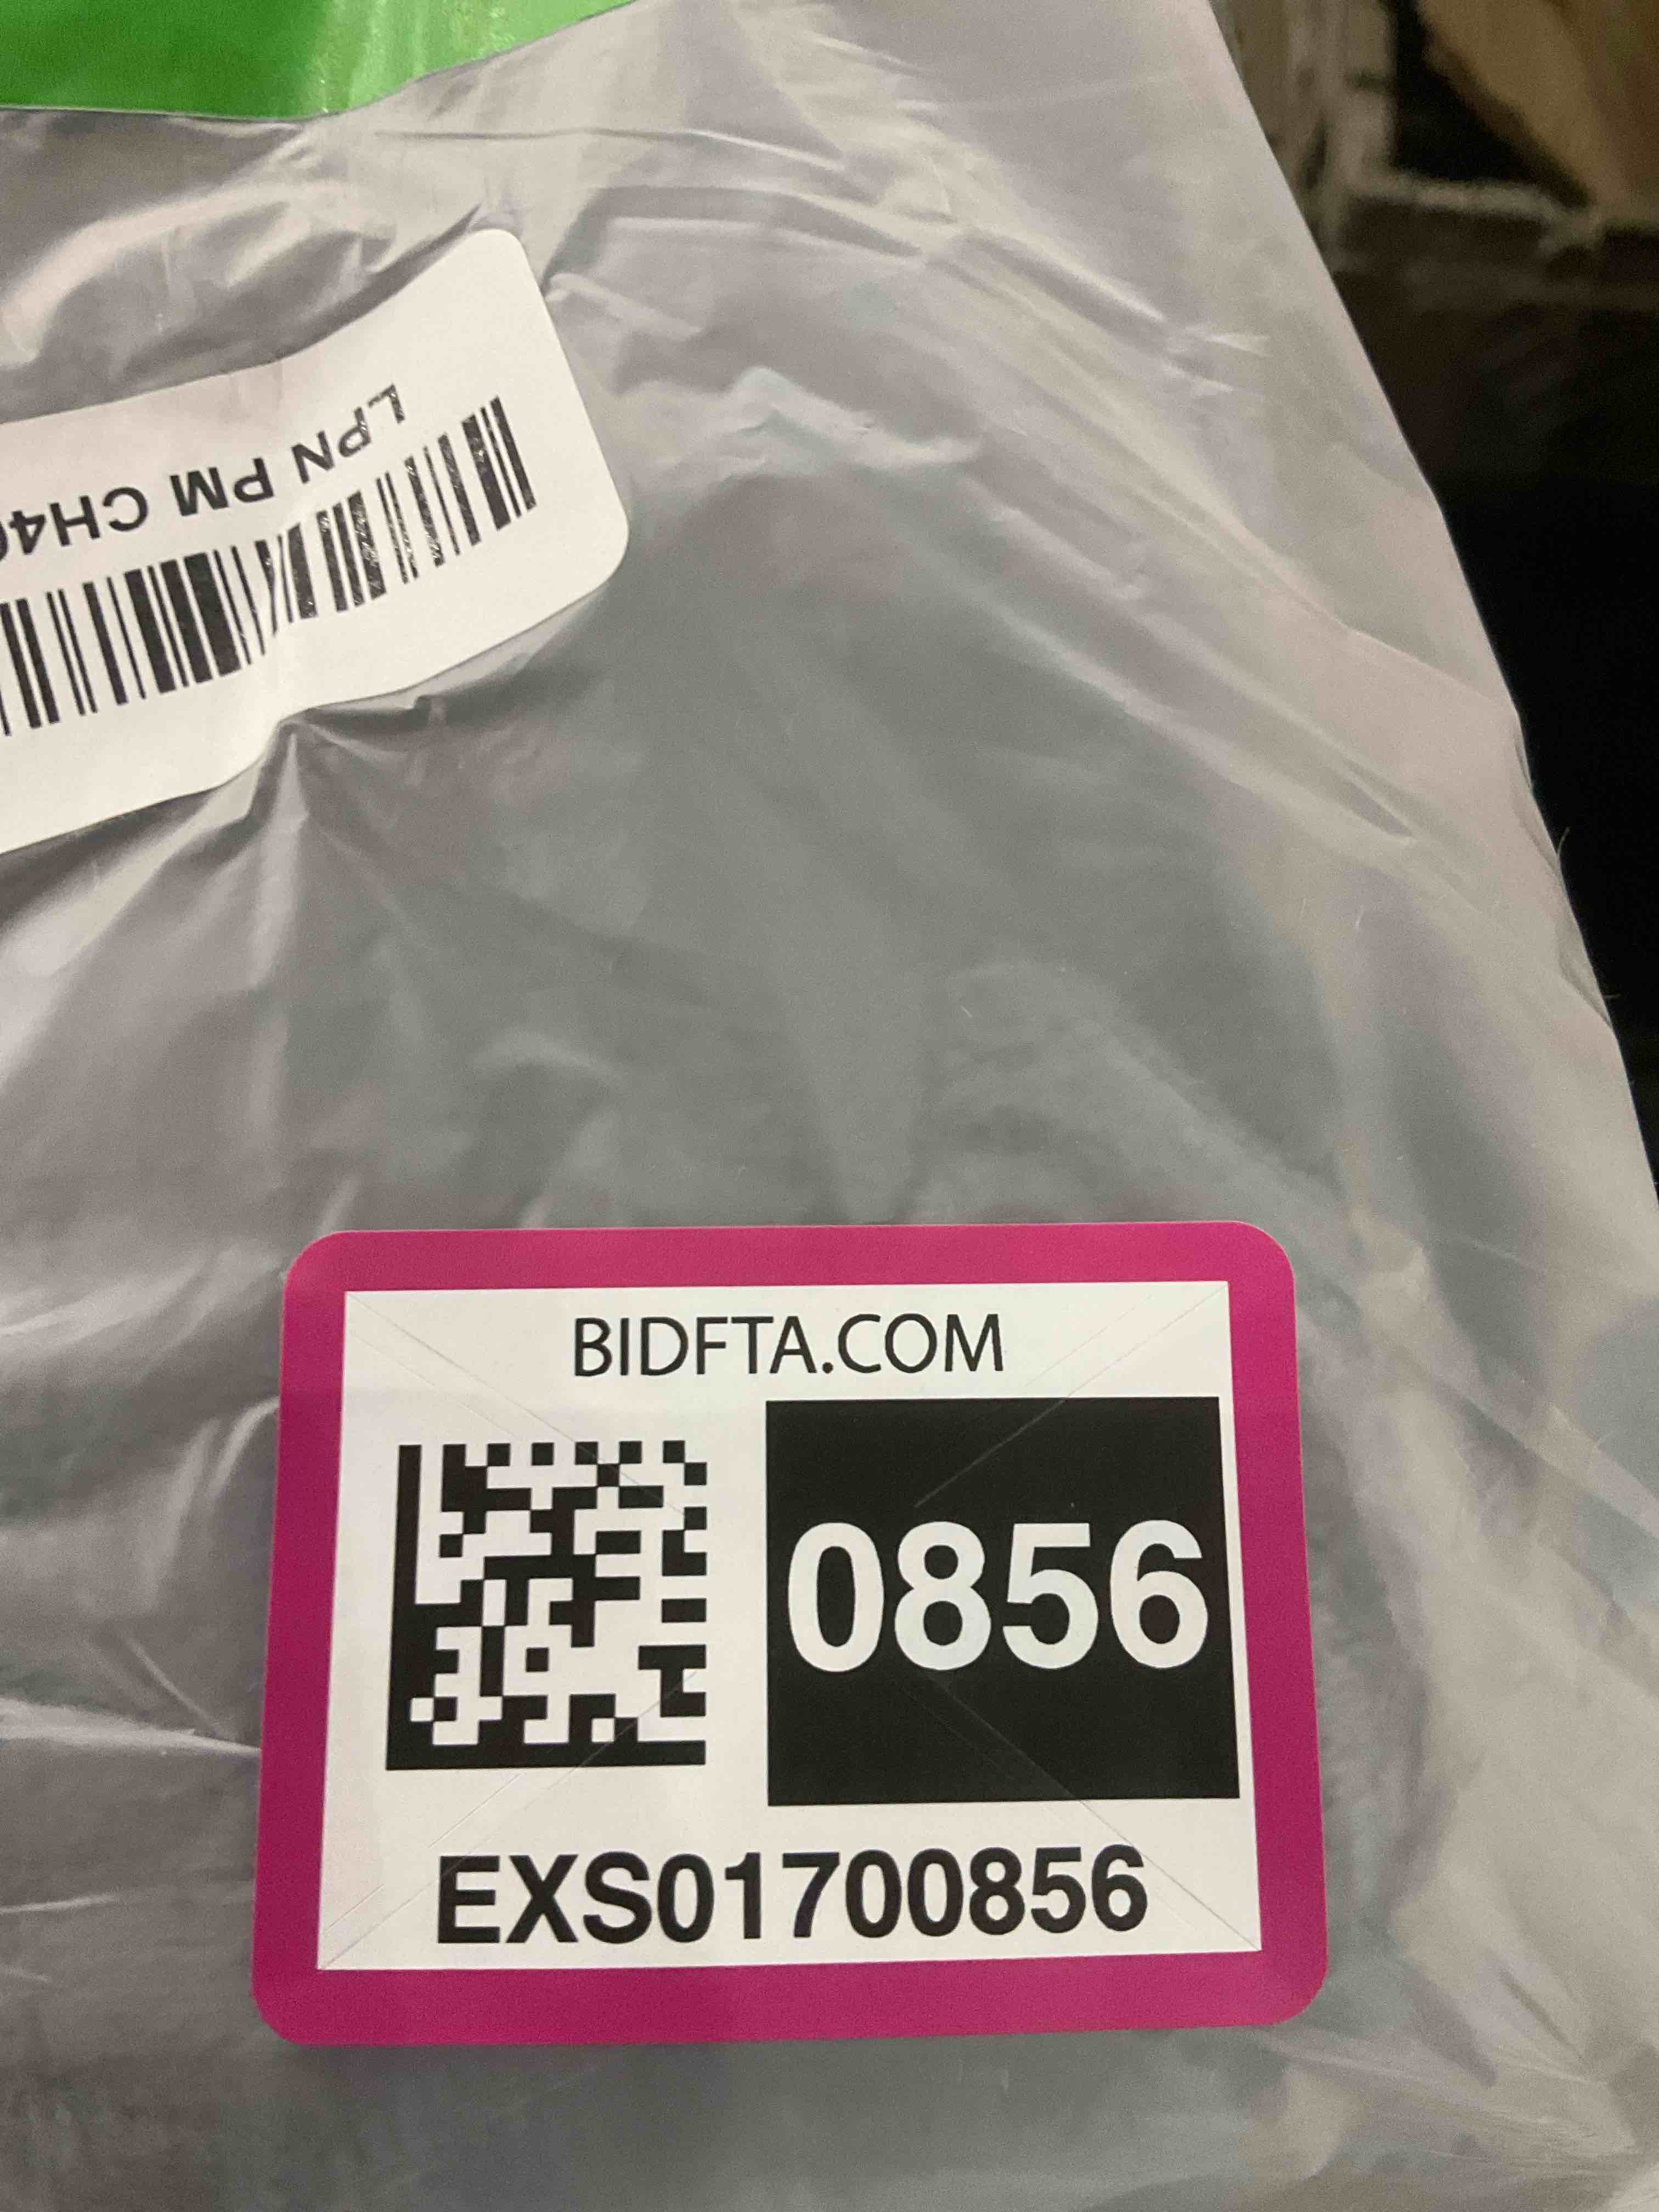 LPN PM CH4
BIDFTA.COM
0856
EXS01700856